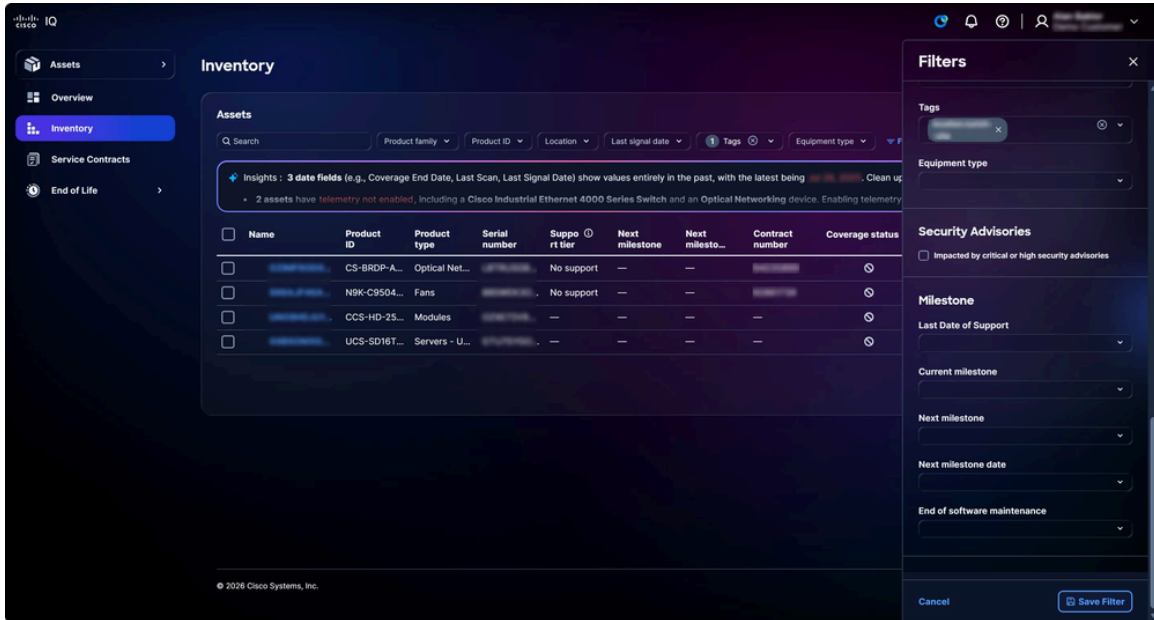 cisco IQ
Assets
Overview
Inventory
Service Contracts
End of Life
Inventory
Assets
Search
Product family
Product ID
Location
Last signal date
1 Tags
Equipment type
F
Insights : 3 date fields (e.g., Coverage End Date, Last Scan, Last Signal Date) show values entirely in the past, with the latest being . Clean up
• 2 assets have telemetry not enabled, including a Cisco Industrial Ethernet 4000 Series Switch and an Optical Networking device. Enabling telemetry
Name Product ID Product type Serial number Suppo rt tier Next milestone Next milesto... Contract number Coverage status
CS-BRDP-A... Optical Net... No support — —
N9K-C9504... Fans No support — —
CCS-HD-25... Modules — — — —
UCS-SD16T... Servers - U... — — — —
© 2026 Cisco Systems, Inc.
Filters
Tags
Equipment type
Security Advisories
Impacted by critical or high security advisories
Milestone
Last Date of Support
Current milestone
Next milestone
Next milestone date
End of software maintenance
Cancel
Save Filter